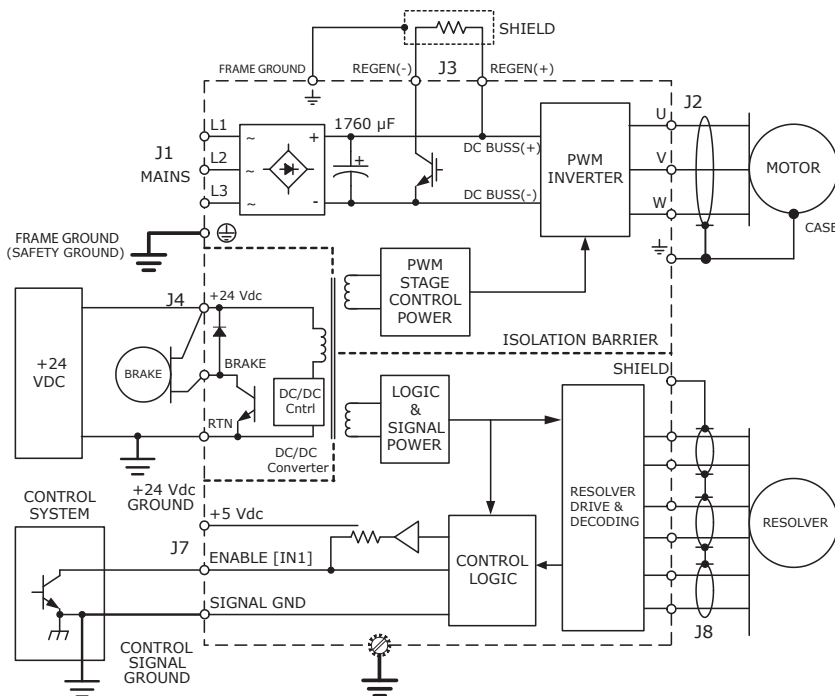 SHIELD
FRAME GROUND
REGEN(-)
J3
REGEN(+)
L1
L2
L3
J1
MAINS
~
~
~
+
-
1760 µF
+
DC BUSS(+)
DC BUSS(-)
PWM
INVERTER
U
V
W
J2
MOTOR
CASE
FRAME GROUND
(SAFETY GROUND)
PWM
STAGE
CONTROL
POWER
ISOLATION BARRIER
J4
+24 Vdc
+24
VDC
BRAKE
BRAKE
RTN
DC/DC
Cntrl
DC/DC
Converter
LOGIC
&
SIGNAL
POWER
SHIELD
+24 Vdc
GROUND
CONTROL
SYSTEM
+5 Vdc
J7
ENABLE [IN1]
SIGNAL GND
CONTROL
SIGNAL
GROUND
CONTROL
LOGIC
RESOLVER
DRIVE &
DECODING
RESOLVER
J8